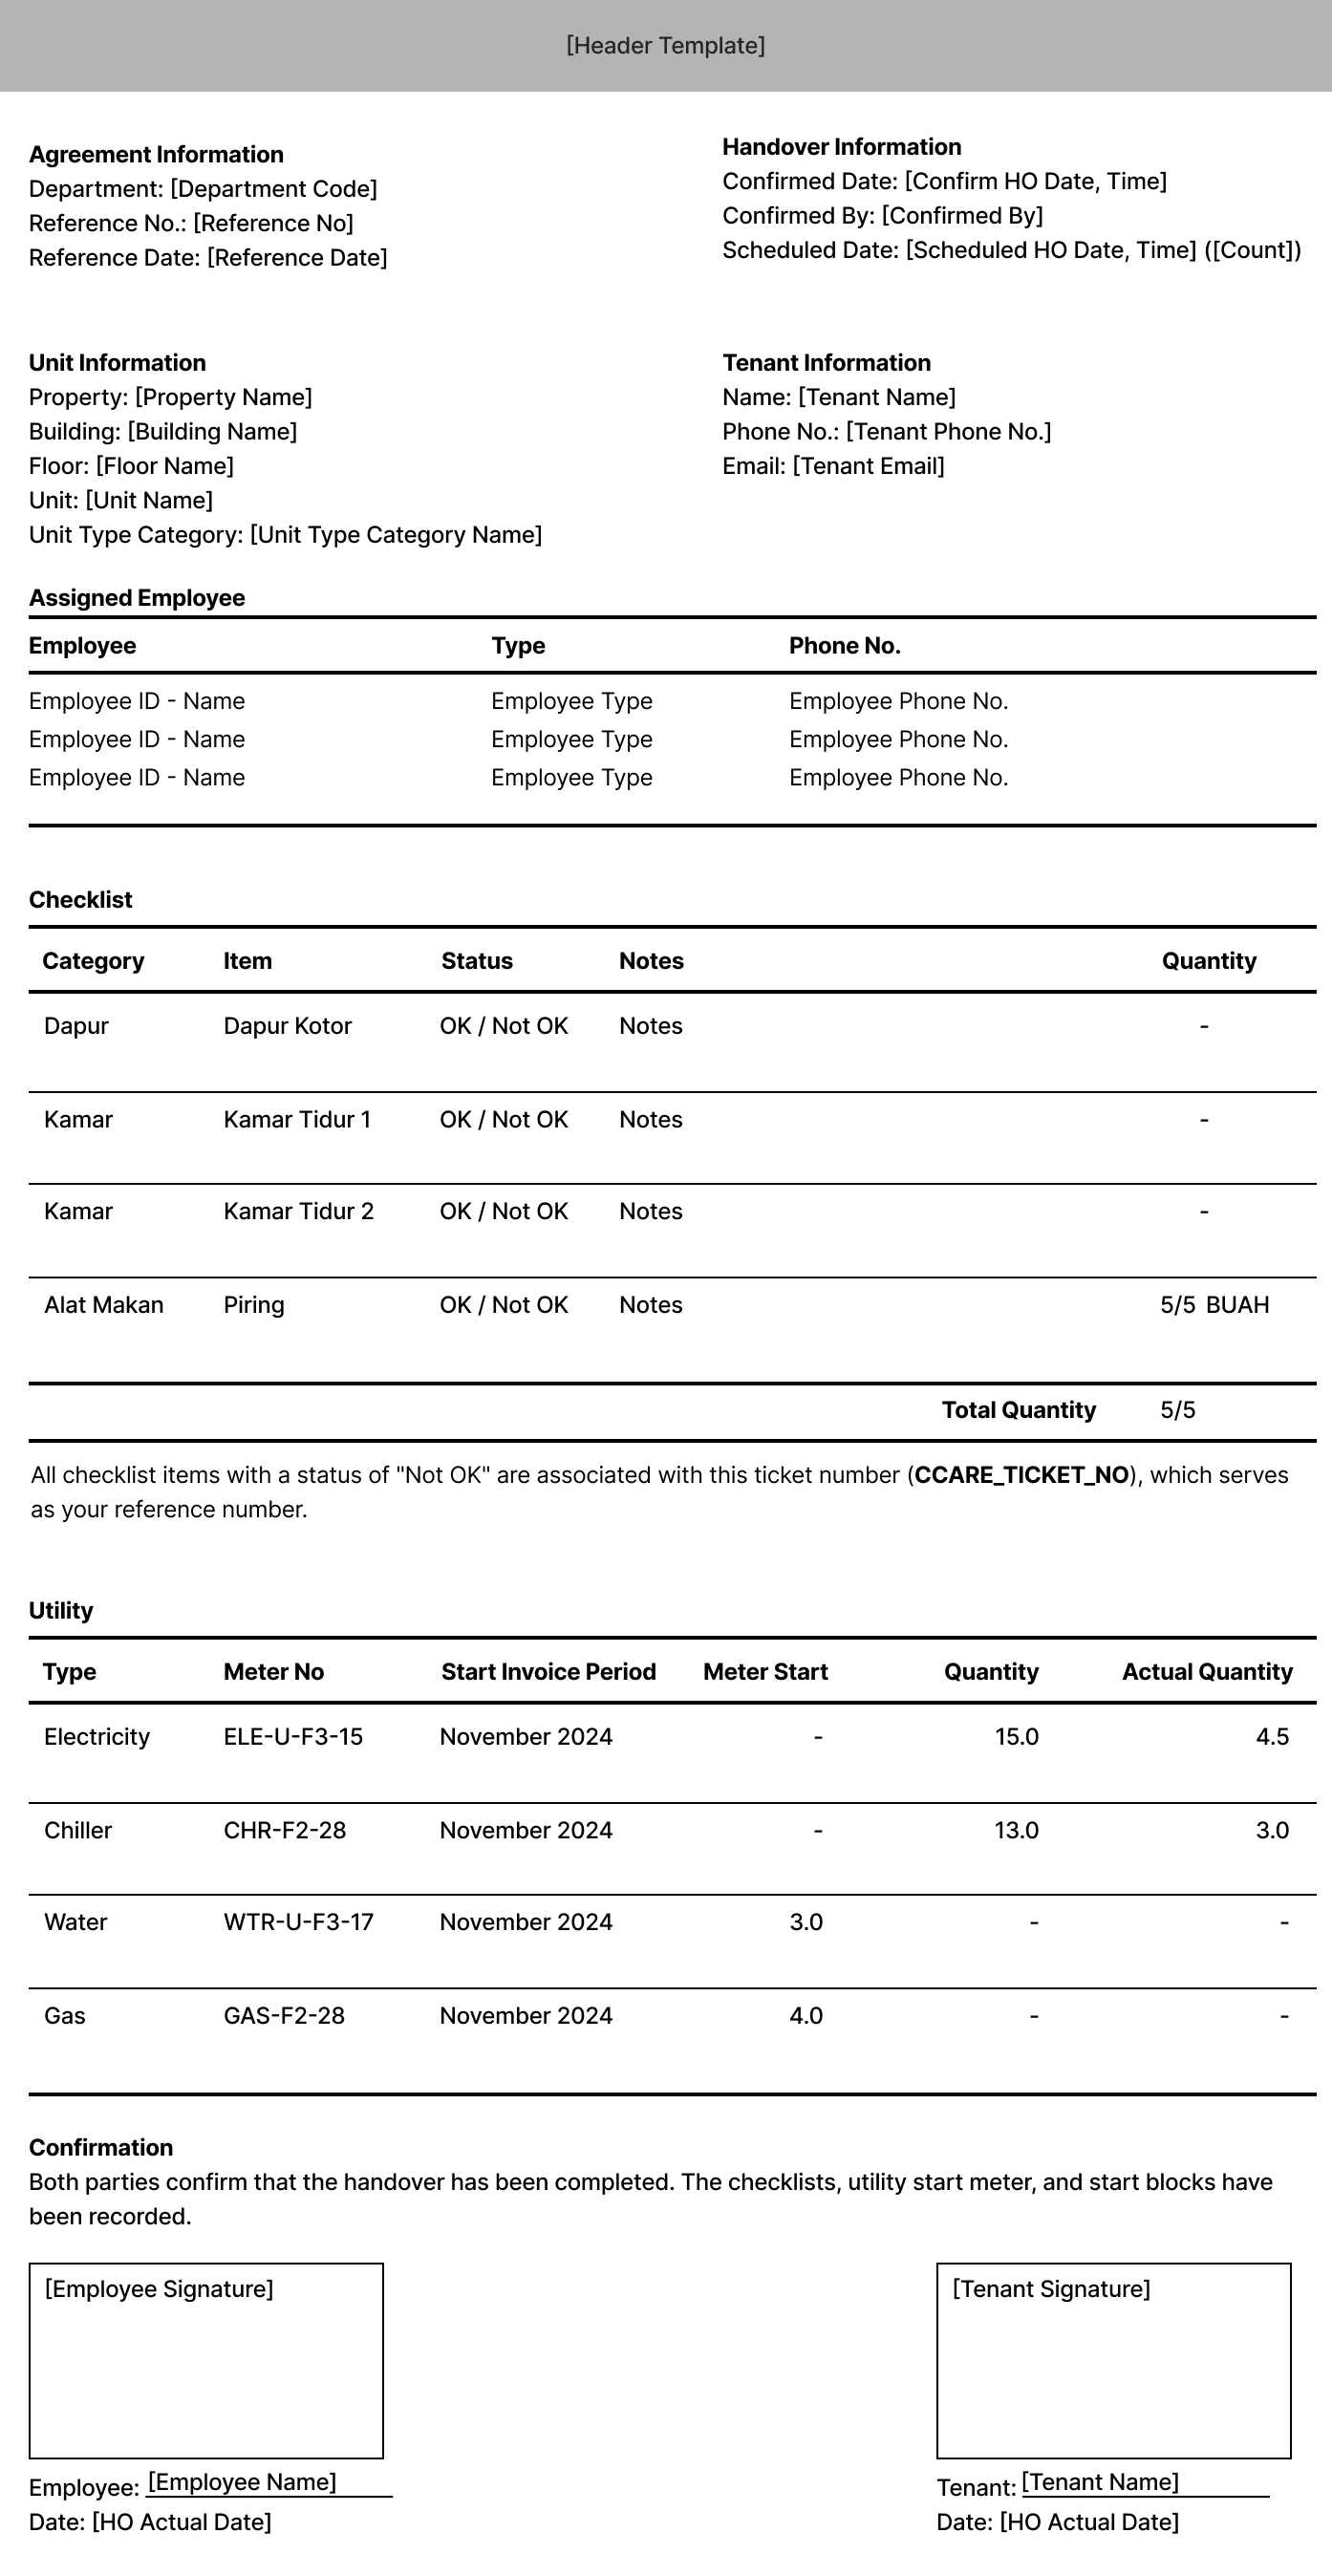 [Header Template]
Agreement Information
Department: [Department Code]
Reference No.: [Reference No]
Reference Date: [Reference Date]
Handover Information
Confirmed Date: [Confirm HO Date, Time]
Confirmed By: [Confirmed By]
Scheduled Date: [Scheduled HO Date, Time] ([Count])
Unit Information
Property: [Property Name]
Building: [Building Name]
Floor: [Floor Name]
Unit: [Unit Name]
Unit Type Category: [Unit Type Category Name]
Tenant Information
Name: [Tenant Name]
Phone No.: [Tenant Phone No.]
Email: [Tenant Email]
Assigned Employee
Employee Type Phone No.
Employee ID - Name Employee Type Employee Phone No.
Employee ID - Name Employee Type Employee Phone No.
Employee ID - Name Employee Type Employee Phone No.
Checklist
Category Item Status Notes Quantity
Dapur Dapur Kotor OK / Not OK Notes -
Kamar Kamar Tidur 1 OK / Not OK Notes -
Kamar Kamar Tidur 2 OK / Not OK Notes -
Alat Makan Piring OK / Not OK Notes 5/5 BUAH
Total Quantity 5/5
All checklist items with a status of "Not OK" are associated with this ticket number (CCARE_TICKET_NO), which serves
as your reference number.
Utility
Type Meter No Start Invoice Period Meter Start Quantity Actual Quantity
Electricity ELE-U-F3-15 November 2024 - 15.0 4.5
Chiller CHR-F2-28 November 2024 - 13.0 3.0
Water WTR-U-F3-17 November 2024 3.0 - -
Gas GAS-F2-28 November 2024 4.0 - -
Confirmation
Both parties confirm that the handover has been completed. The checklists, utility start meter, and start blocks have
been recorded.
[Employee Signature]
Employee: [Employee Name]
Date: [HO Actual Date]
[Tenant Signature]
Tenant: [Tenant Name]
Date: [HO Actual Date]